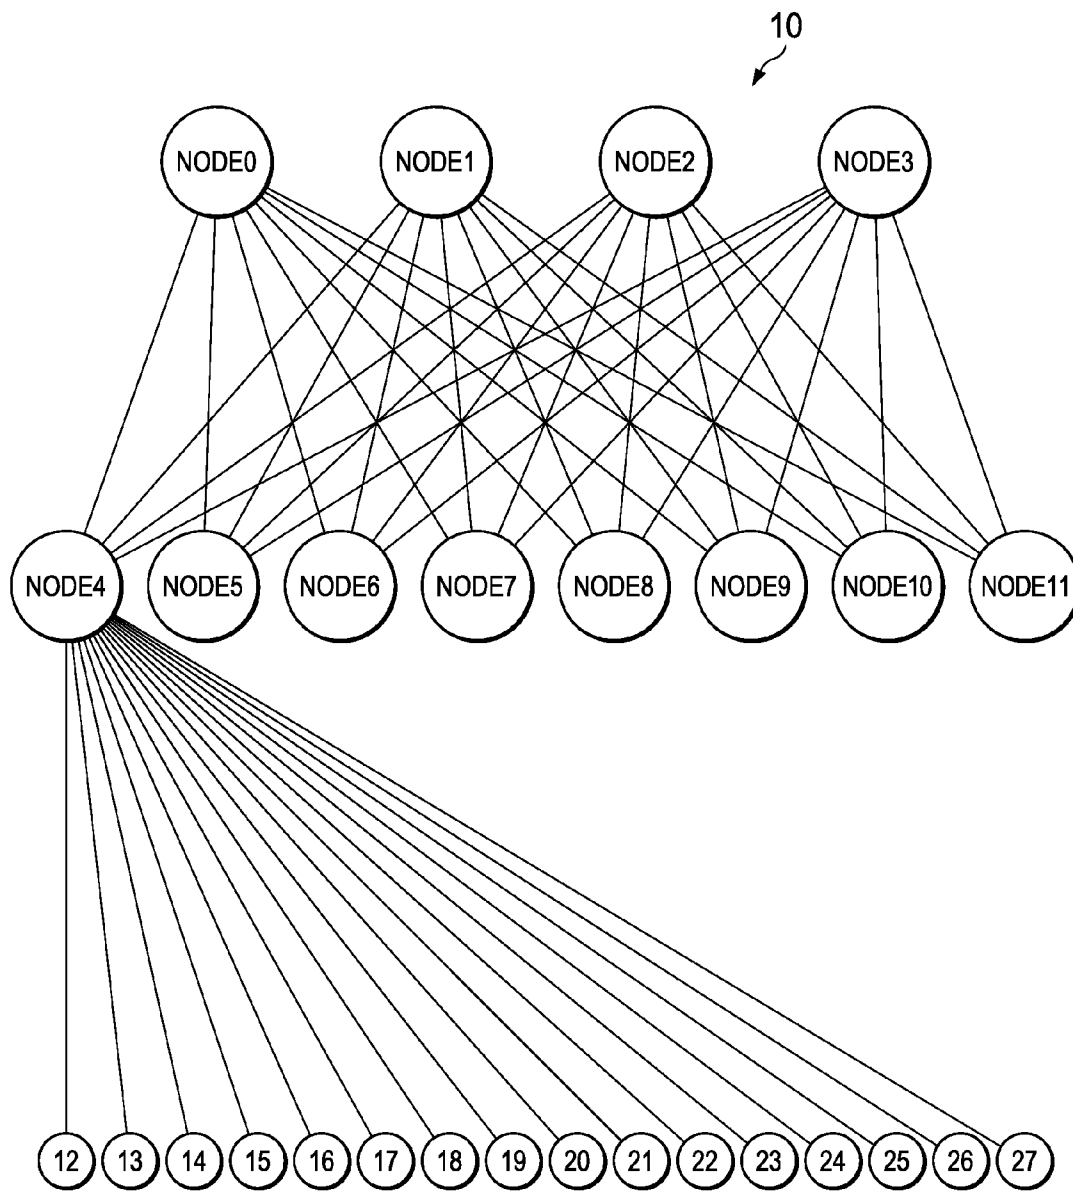 10
NODE0 NODE1 NODE2 NODE3
NODE4 NODE5 NODE6 NODE7 NODE8 NODE9 NODE10 NODE11
12 13 14 15 16 17 18 19 20 21 22 23 24 25 26 27